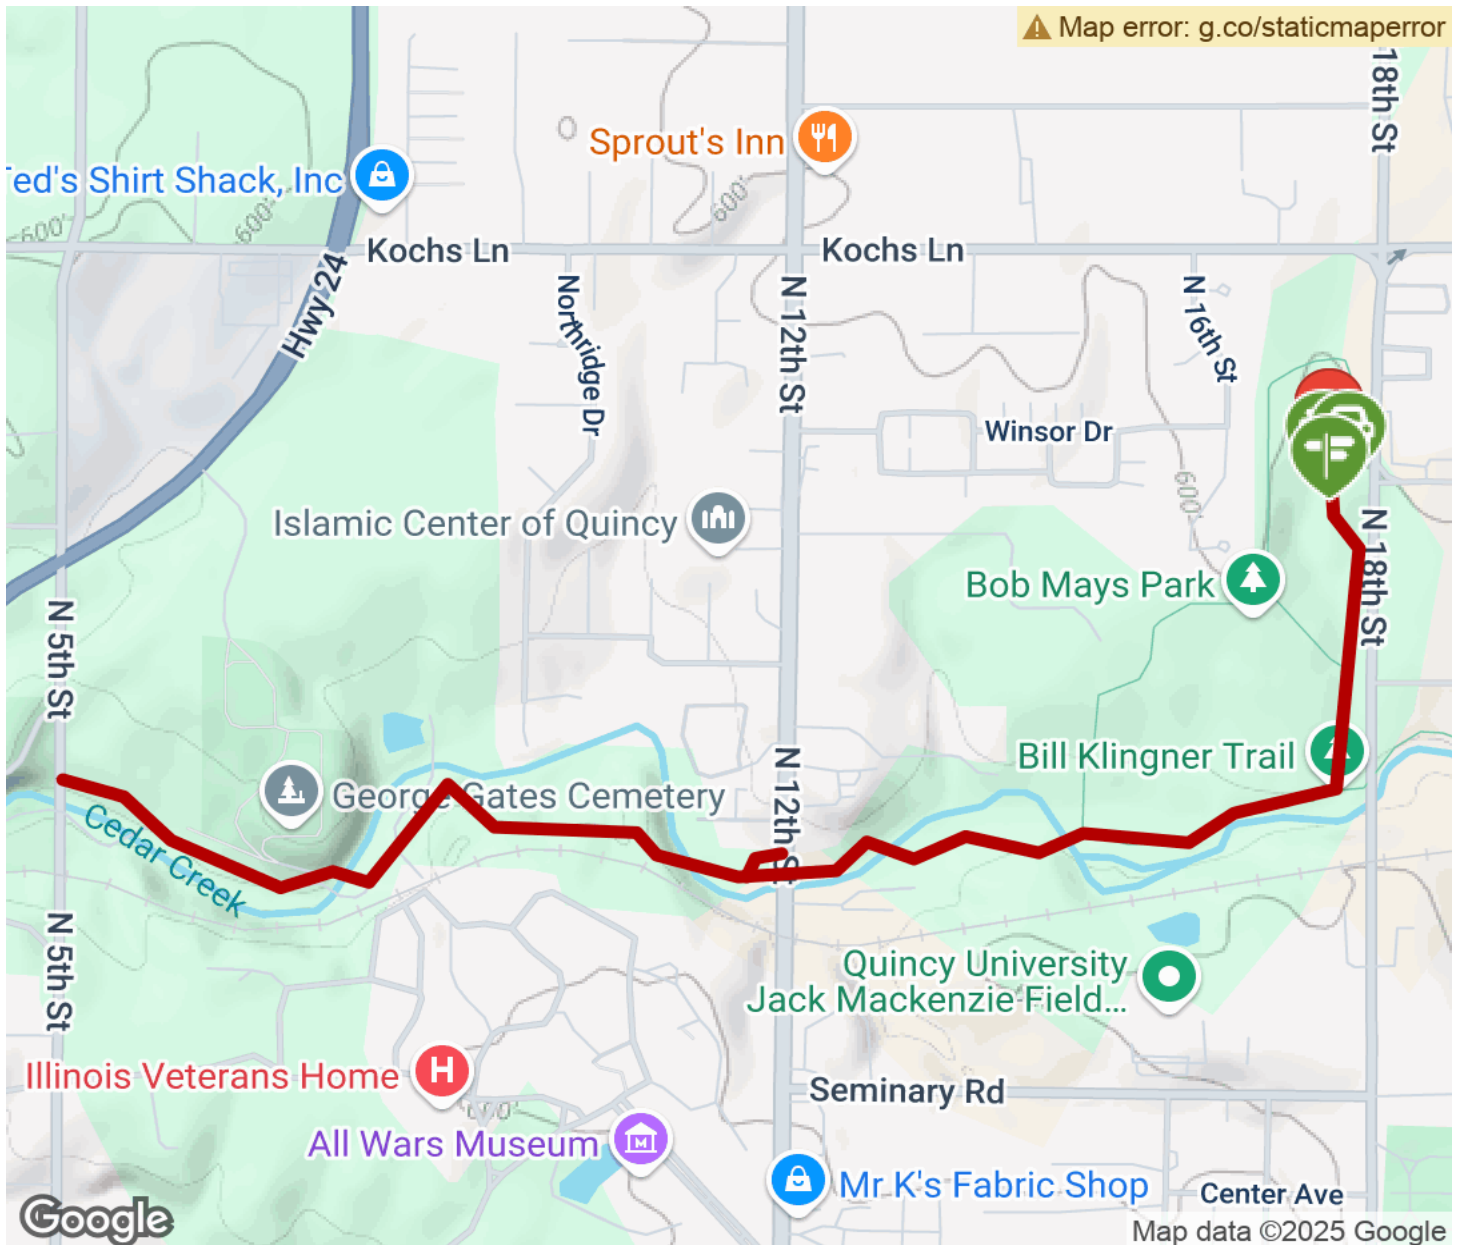 Map error: g.co/staticmaperror
18th St
Sprout's Inn
Ted's Shirt Shack, Inc
600'
600'
600'
Kochs Ln
Kochs Ln
Hwy 24
Northridge Dr
N 12th St
N 16th St
Winsor Dr
600'
Islamic Center of Quincy
N 18th St
Bob Mays Park
N 5th St
Bill Klingner Trail
N 12th St
George Gates Cemetery
Cedar Creek
N 5th St
Quincy University
Jack Mackenzie Field...
H
Illinois Veterans Home
Seminary Rd
600'
All Wars Museum
M
Mr K's Fabric Shop
Center Ave
Google
Map data ©2025 Google